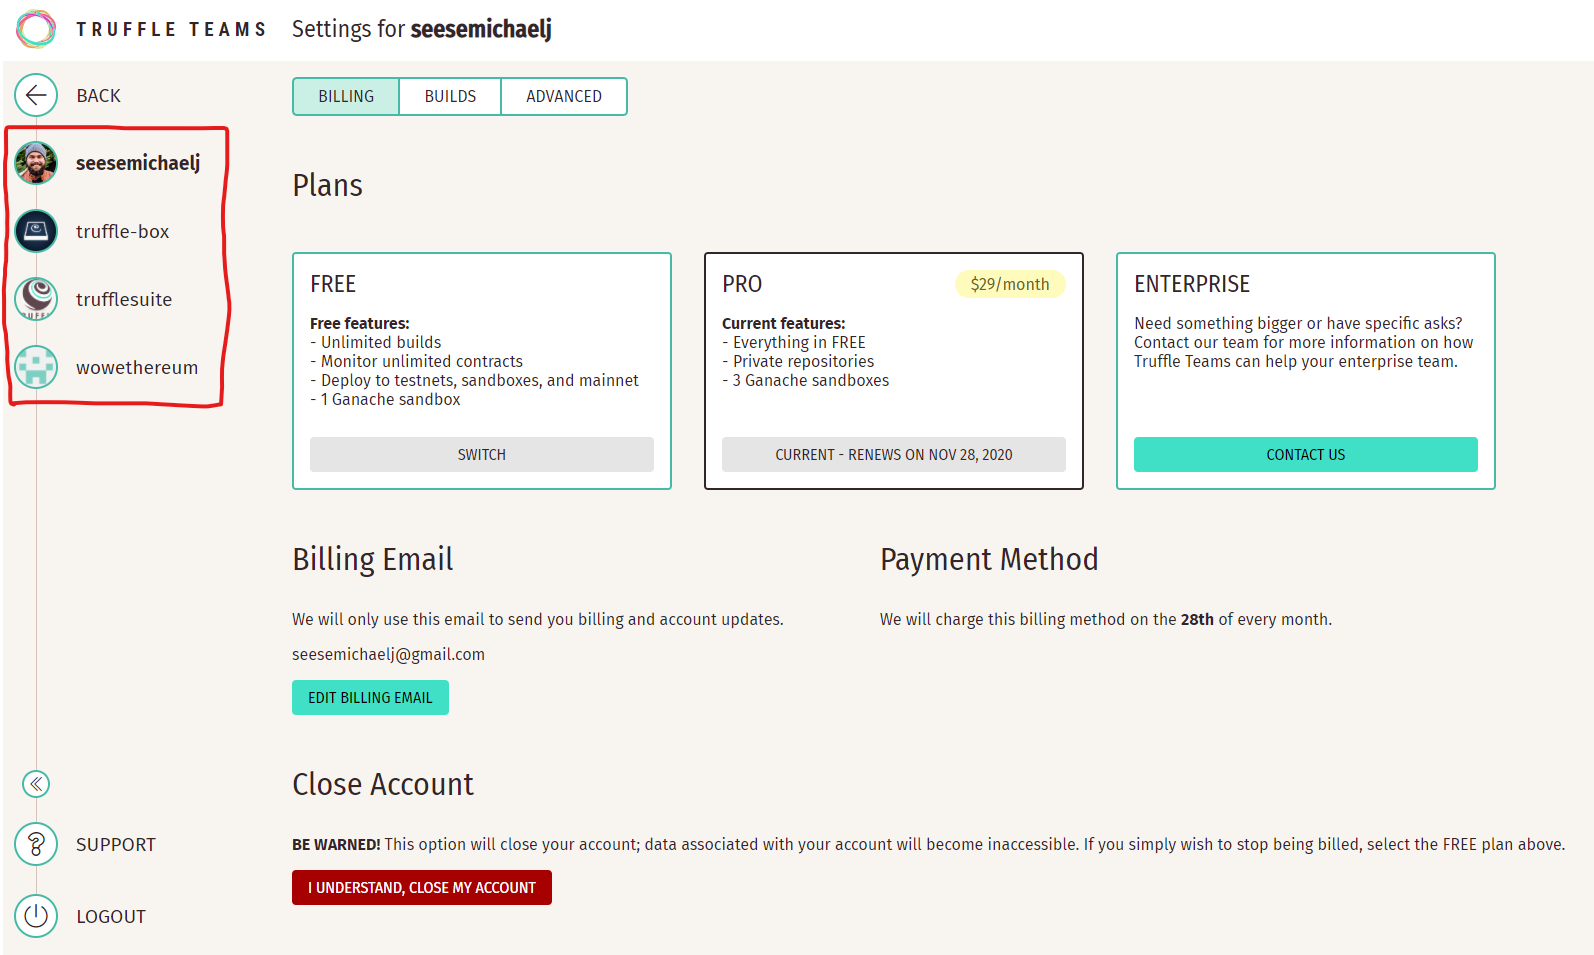 TRUFFLE TEAMS
Settings for seesemichaelj
BACK
seesemichaelj
truffle-box
trufflesuite
wowethereum
BILLING
BUILDS
ADVANCED
Plans
FREE
Free features:
- Unlimited builds
- Monitor unlimited contracts
- Deploy to testnets, sandboxes, and mainnet
- 1 Ganache sandbox
SWITCH
PRO
$29/month
Current features:
- Everything in FREE
- Private repositories
- 3 Ganache sandboxes
CURRENT - RENEWS ON NOV 28, 2020
ENTERPRISE
Need something bigger or have specific asks?
Contact our team for more information on how
Truffle Teams can help your enterprise team.
CONTACT US
Billing Email
We will only use this email to send you billing and account updates.
seesemichaelj@gmail.com
EDIT BILLING EMAIL
Payment Method
We will charge this billing method on the 28th of every month.
Close Account
BE WARNED! This option will close your account; data associated with your account will become inaccessible. If you simply wish to stop being billed, select the FREE plan above.
I UNDERSTAND, CLOSE MY ACCOUNT
SUPPORT
LOGOUT